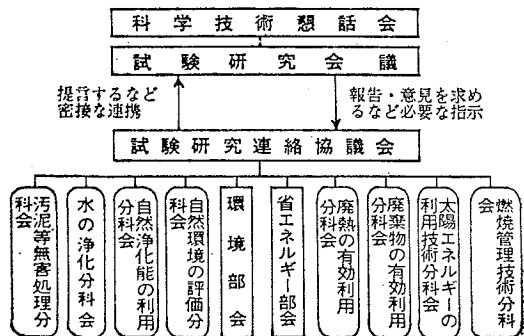 科学技術懇話会
試験研究会議
提言するなど
密接な連携
報告・意見を求め
るなど必要な指示
試験研究連絡協議会
汚泥等無害処理分
科会
水の浄化分科会
自然浄化能の利用
分科会
自然環境の評価分
科会
環境部会
省エネルギー部会
廃熱の有効利用
分科会
廃棄物の有効利用
分科会
太陽エネルギーの
利用技術分科会
燃焼管理技術分科
会